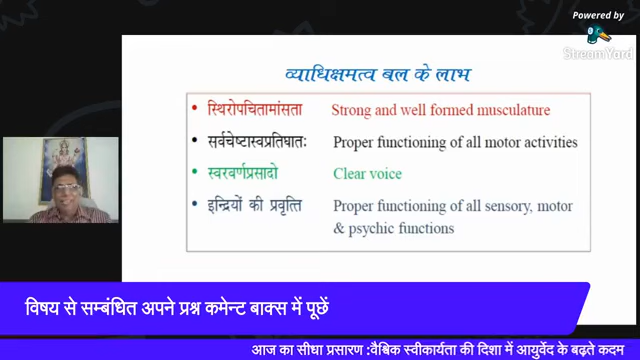 Powered by
StreamYard
व्याधिक्षमत्व बल के लाभ
स्थिरोपचितामांसता Strong and well formed musculature
सर्वचेष्टास्वप्रतिघातः Proper functioning of all motor activities
स्वरवर्णप्रसादो Clear voice
इन्द्रियों की प्रवृत्ति Proper functioning of all sensory, motor
& psychic functions
विषय से सम्बंधित अपने प्रश्न कमेन्ट बाक्स में पूछें
आज का सीधा प्रसारण :वैश्विक स्वीकार्यता की दिशा में आयुर्वेद के बढ़ते कदम